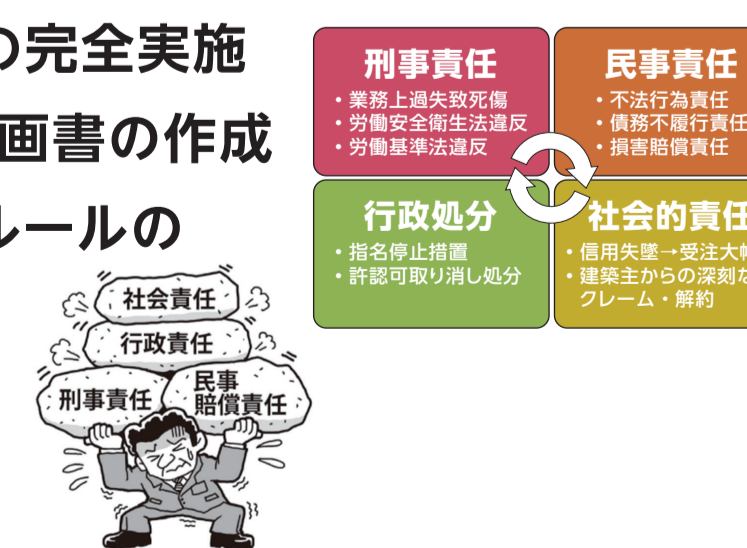 の完全実施
画書の作成
ルールの
刑事責任
・業務上過失致死傷
・労働安全衛生法違反
・労働基準法違反
民事責任
・不法行為責任
・債務不履行責任
・損害賠償責任
行政処分
・指名停止措置
・許認可取り消し処分
社会的責任
・信用失墜→受注大幅
・建築主からの深刻な
クレーム・解約
社会責任
行政責任
刑事責任
民事
賠償責任